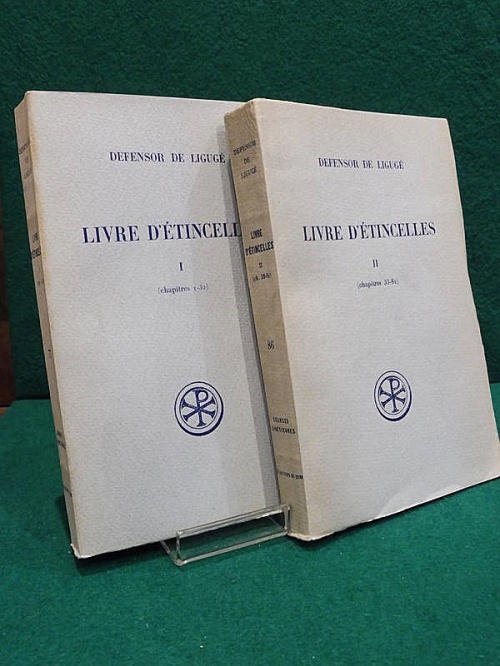 DEFENSOR DE LIGUGÉ
LIVRE D'ÉTINCELL
I
(chapitres 1-32)
DEFENSOR
DE
LIGUGÉ
LIVRE
D'ÉTINCELLES
II
86
SOURCES
CHRÉTIENNES
DEFENSOR DE LIGUGÉ
LIVRE D'ÉTINCELLES
II
(chapitres 33-81)